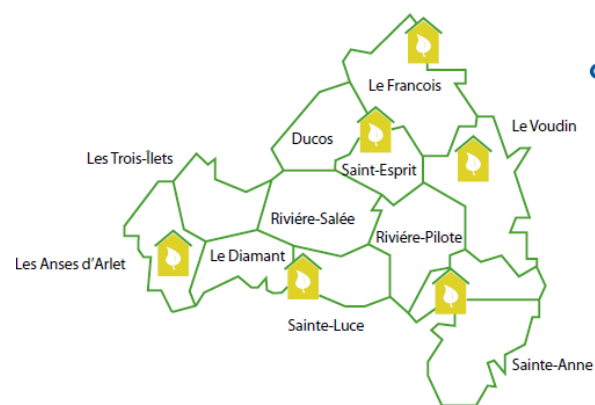 Le Francois
Le Voudin
Ducos
Les Trois-Îlets
Saint-Esprit
Riviére-Salée
Riviére-Pilote
Le Diamant
Les Anses d'Arlet
Sainte-Luce
Sainte-Anne